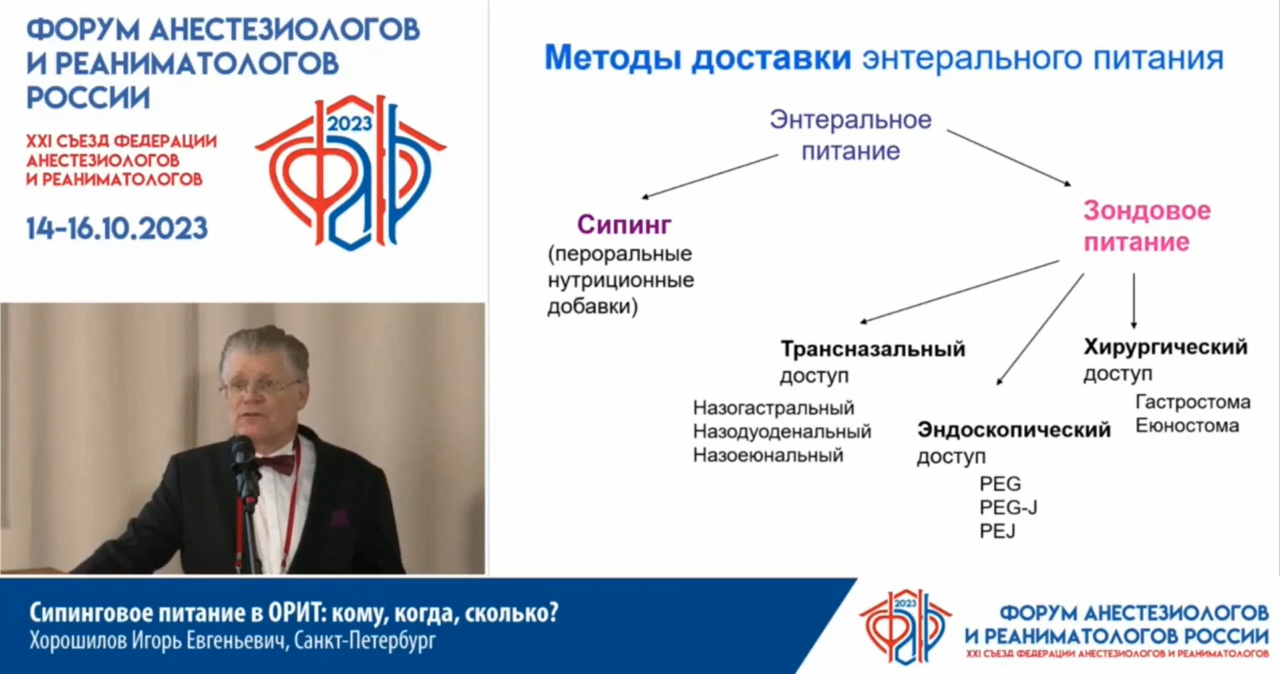 ФОРУМ АНЕСТЕЗИОЛОГОВ
И РЕАНИМАТОЛОГОВ
РОССИИ
XXI СЪЕЗД ФЕДЕРАЦИИ
АНЕСТЕЗИОЛОГОВ
И РЕАНИМАТОЛОГОВ
14-16.10.2023
2023
ФАР
Методы доставки энтерального питания
Энтеральное
питание
Сипинг
(пероральные
нутриционные
добавки)
Зондовое
питание
Трансназальный
доступ
Назогастральный
Назодуоденальный
Назоеюнальный
Эндоскопический
доступ
PEG
PEG-J
PEJ
Хирургический
доступ
Гастростома
Еюностома
Сипинговое питание в ОРИТ: кому, когда, сколько?
Хорошилов Игорь Евгеньевич, Санкт-Петербург
2023
ФАР
ФОРУМ АНЕСТЕЗИОЛОГОВ
И РЕАНИМАТОЛОГОВ РОССИИ
XXI СЪЕЗД ФЕДЕРАЦИИ АНЕСТЕЗИОЛОГОВ И РЕАНИМАТОЛОГОВ